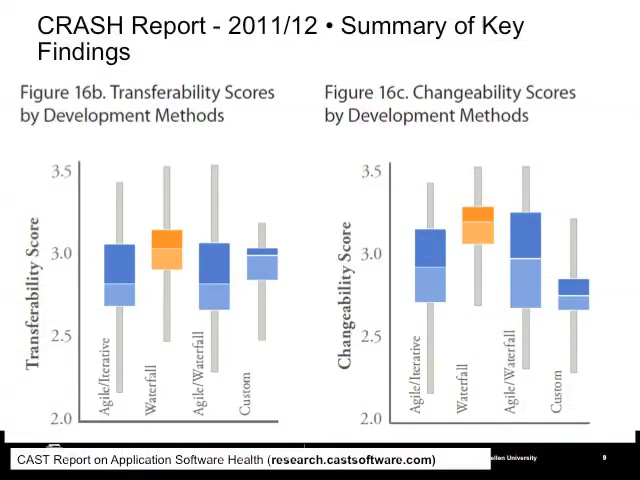 CRASH Report - 2011/12 • Summary of Key
Findings
Figure 16b. Transferability Scores
by Development Methods
3.5
3.0
2.5
2.0
Transferability Score
Agile/Iterative
Waterfall
Agile/Waterfall
Custom
Figure 16c. Changeability Scores
by Development Methods
3.5
3.0
2.5
2.0
Changeability Score
Agile/Iterative
Waterfall
Agile/Waterfall
Custom
CAST Report on Application Software Health (research.castsoftware.com)
University
9